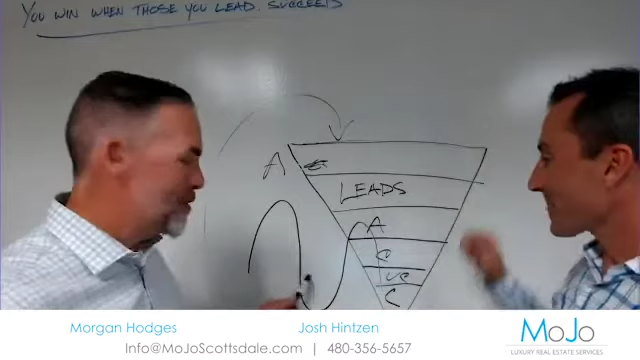 YOU WIN WHEN THOSE YOU LEAD. SUCCEED
A
LEADS
A
C
UC
C
Morgan Hodges
Josh Hintzen
MoJo
LUXURY REAL ESTATE SERVICES
Info@MoJoScottsdale.com | 480-356-5657